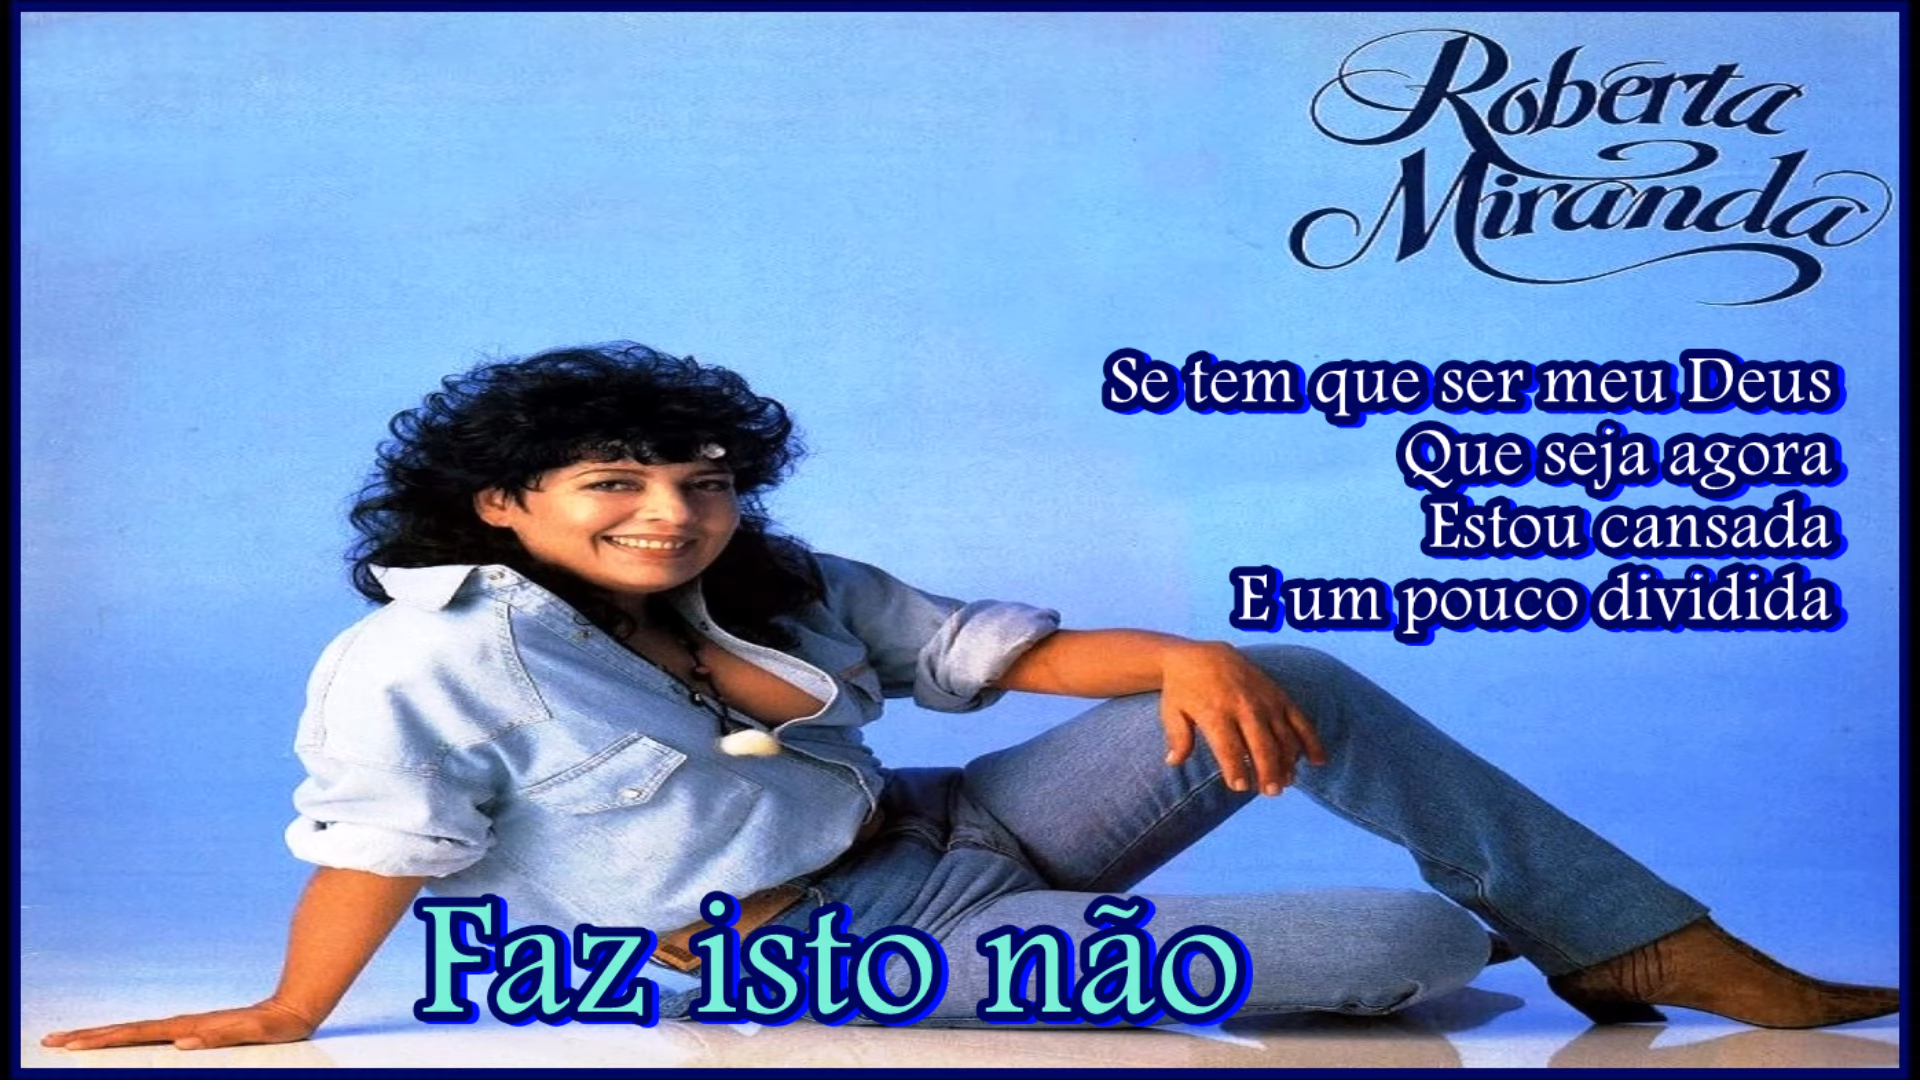 Roberta
Miranda
Se tem que ser meu Deus
Que seja agora
Estou cansada
E um pouco dividida
Faz isto não